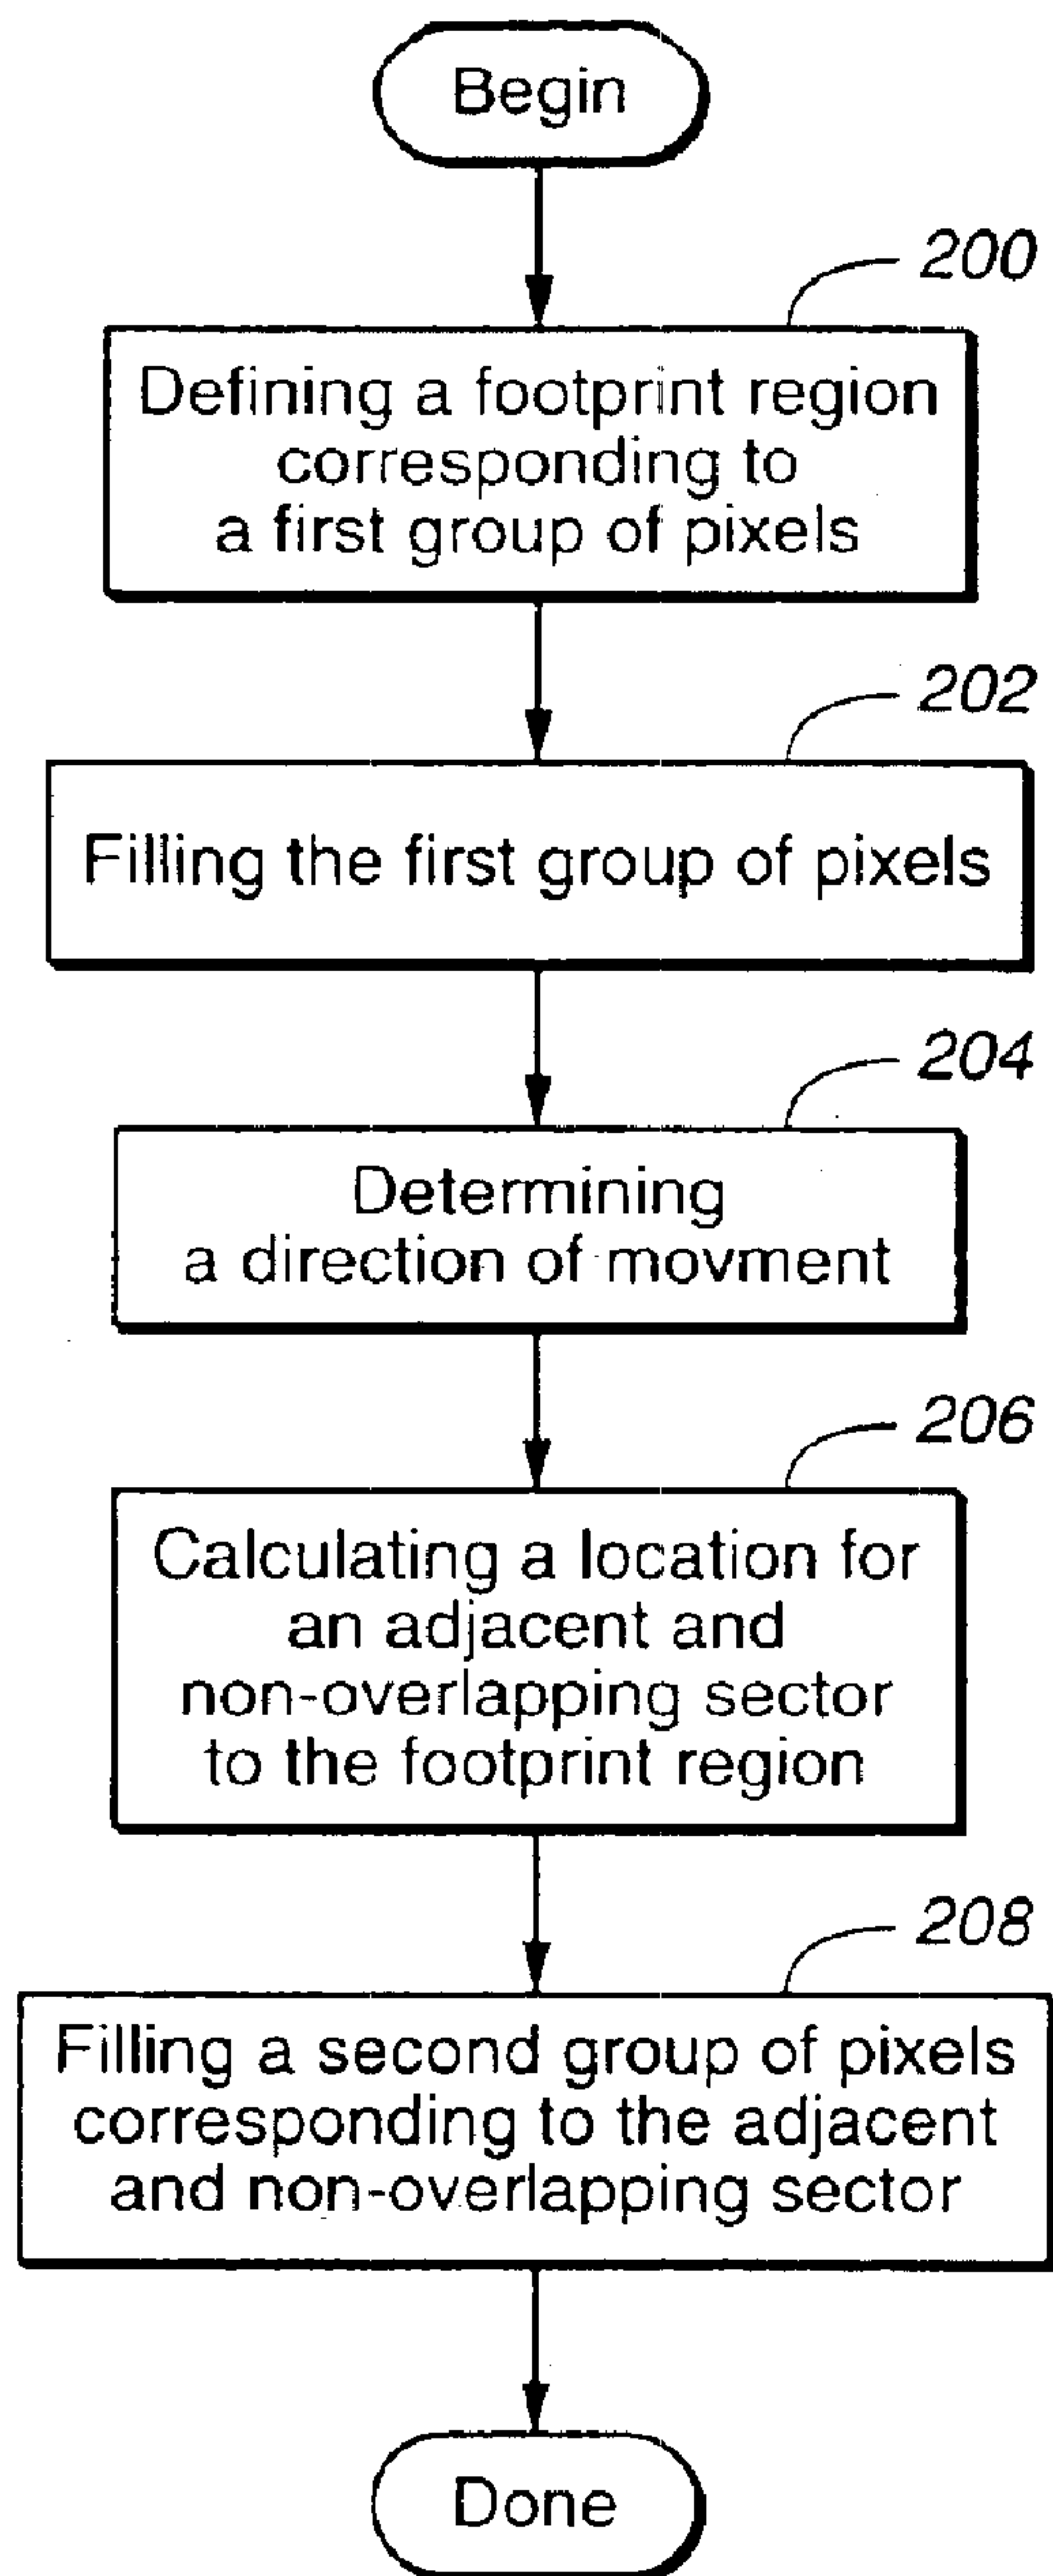 Begin
200
Defining a footprint region
corresponding to
a first group of pixels
202
Filling the first group of pixels
204
Determining
a direction of movment
206
Calculating a location for
an adjacent and
non-overlapping sector
to the footprint region
208
Filling a second group of pixels
corresponding to the adjacent
and non-overlapping sector
Done